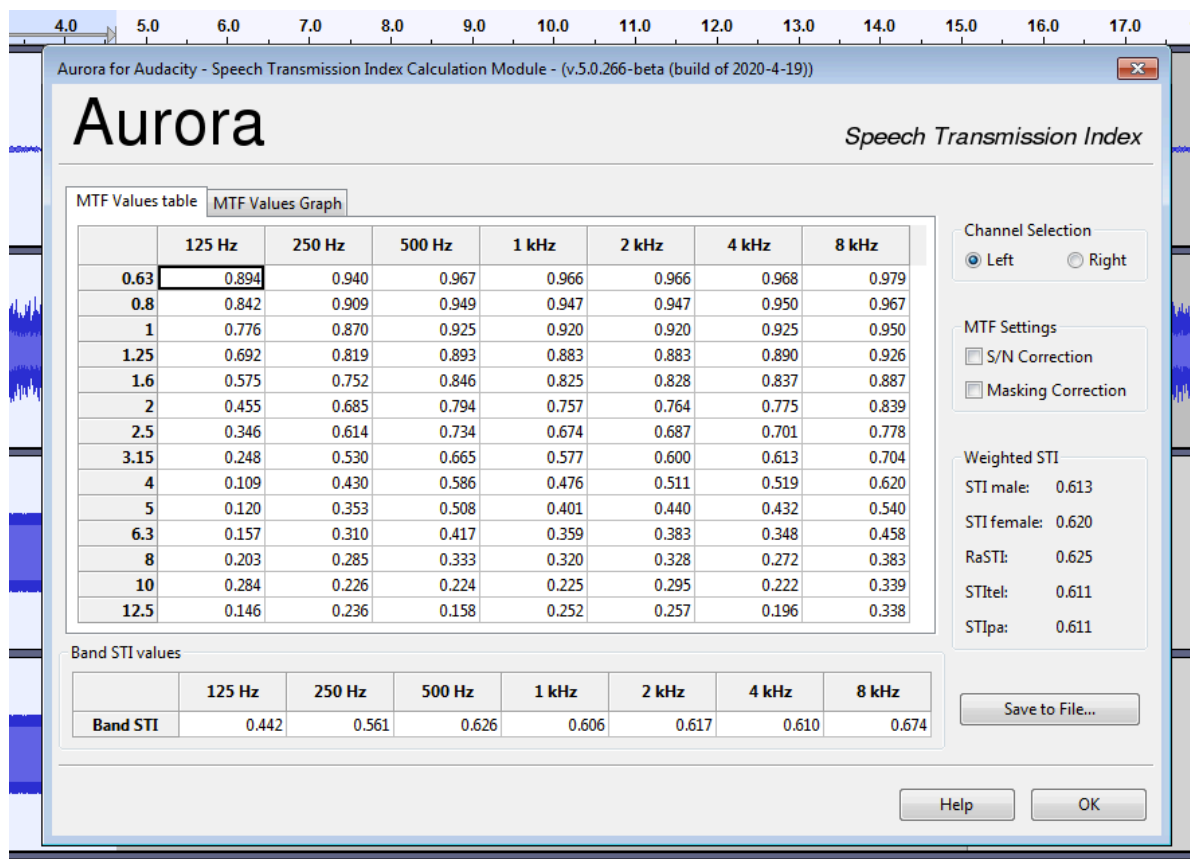 4.0 5.0 6.0 7.0 8.0 9.0 10.0 11.0 12.0 13.0 14.0 15.0 16.0 17.0
Aurora for Audacity - Speech Transmission Index Calculation Module - (v.5.0.266-beta (build of 2020-4-19))
Aurora
Speech Transmission Index
MTF Values table MTF Values Graph
125 Hz 250 Hz 500 Hz 1 kHz 2 kHz 4 kHz 8 kHz
0.63 0.894 0.940 0.967 0.966 0.966 0.968 0.979
0.8 0.842 0.909 0.949 0.947 0.947 0.950 0.967
1 0.776 0.870 0.925 0.920 0.920 0.925 0.950
1.25 0.692 0.819 0.893 0.883 0.883 0.890 0.926
1.6 0.575 0.752 0.846 0.825 0.828 0.837 0.887
2 0.455 0.685 0.794 0.757 0.764 0.775 0.839
2.5 0.346 0.614 0.734 0.674 0.687 0.701 0.778
3.15 0.248 0.530 0.665 0.577 0.600 0.613 0.704
4 0.109 0.430 0.586 0.476 0.511 0.519 0.620
5 0.120 0.353 0.508 0.401 0.440 0.432 0.540
6.3 0.157 0.310 0.417 0.359 0.383 0.348 0.458
8 0.203 0.285 0.333 0.320 0.328 0.272 0.383
10 0.284 0.226 0.224 0.225 0.295 0.222 0.339
12.5 0.146 0.236 0.158 0.252 0.257 0.196 0.338
Channel Selection
Left Right
MTF Settings
S/N Correction
Masking Correction
Weighted STI
STI male: 0.613
STI female: 0.620
RaSTI: 0.625
STItel: 0.611
STIpa: 0.611
Band STI values
125 Hz 250 Hz 500 Hz 1 kHz 2 kHz 4 kHz 8 kHz
Band STI 0.442 0.561 0.626 0.606 0.617 0.610 0.674
Save to File...
Help OK